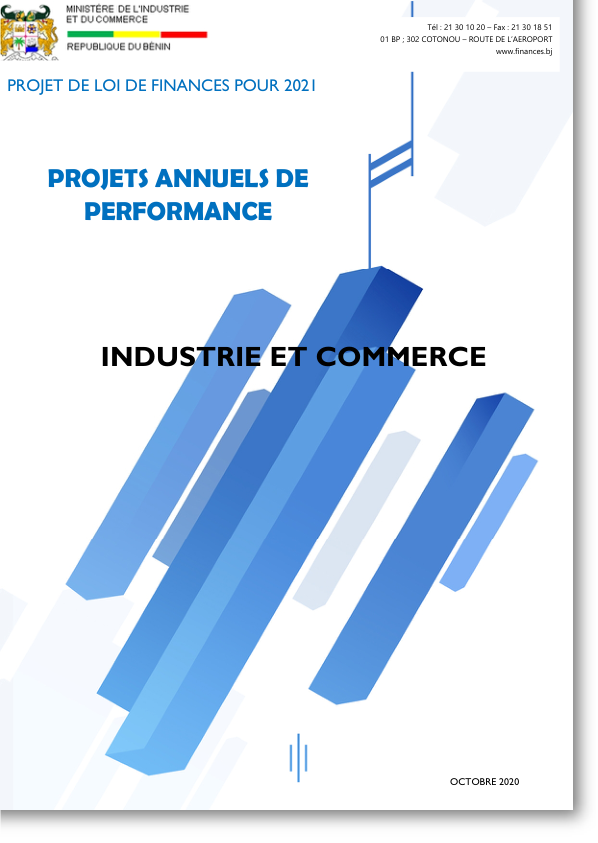 MINISTÈRE DE L'INDUSTRIE
ET DU COMMERCE
REPUBLIQUE DU BÉNIN
Tél : 21 30 10 20 – Fax : 21 30 18 51
01 BP ; 302 COTONOU – ROUTE DE L'AEROPORT
www.finances.bj
PROJET DE LOI DE FINANCES POUR 2021
PROJETS ANNUELS DE
PERFORMANCE
INDUSTRIE ET COMMERCE
OCTOBRE 2020